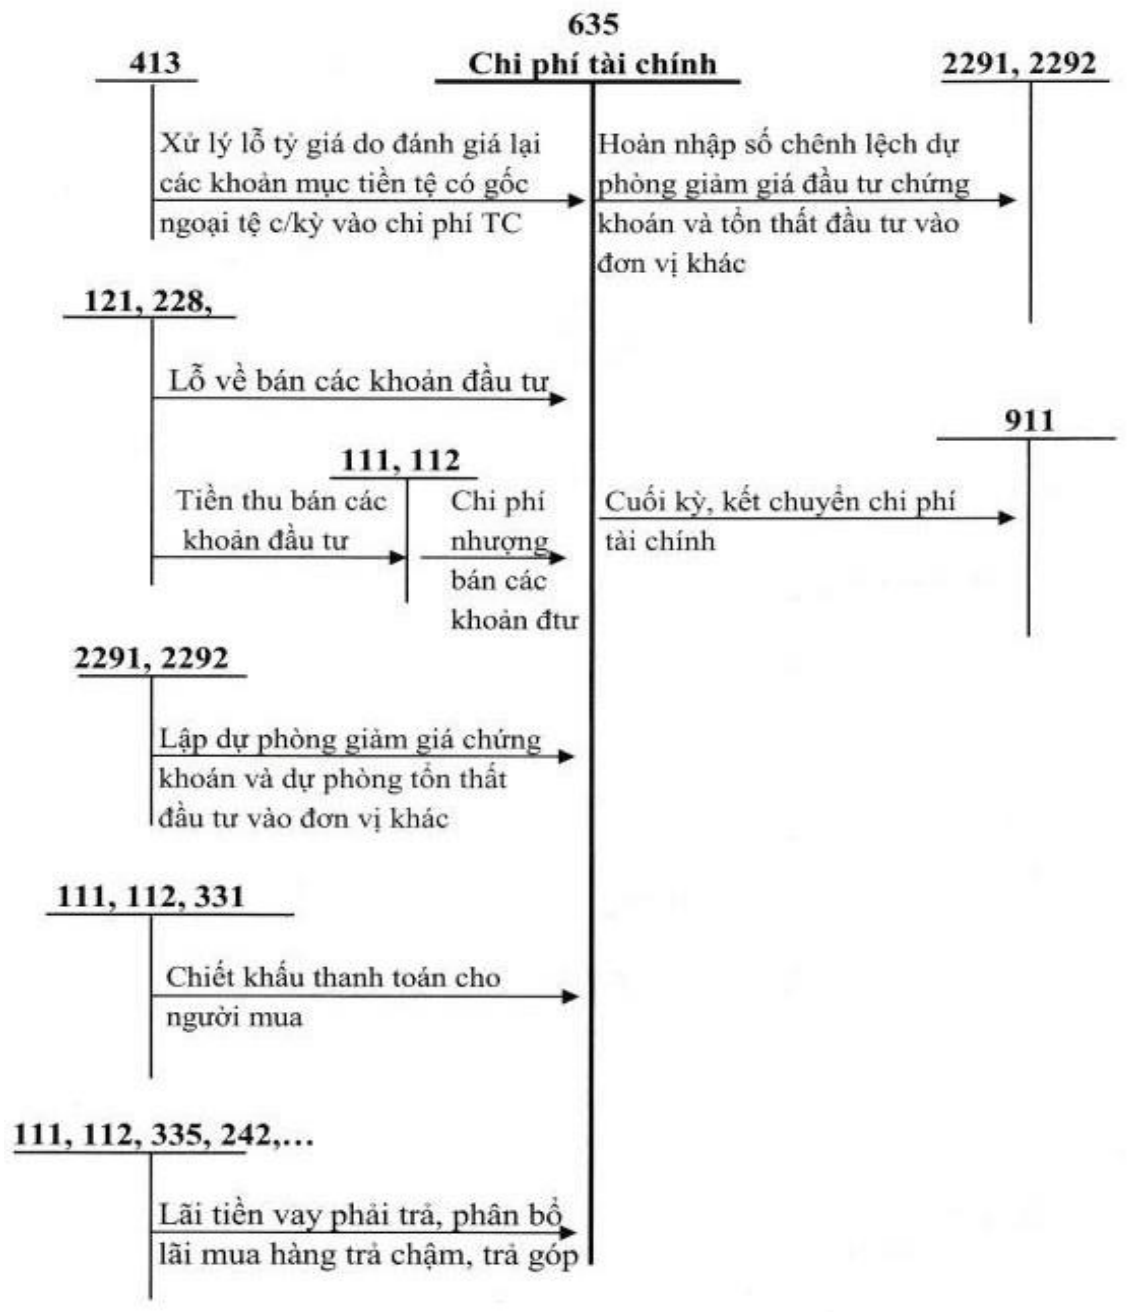 635
413
Chi phí tài chính
2291, 2292
Xử lý lỗ tỷ giá do đánh giá lại
các khoản mục tiền tệ có gốc
ngoại tệ c/kỳ vào chi phí TC
Hoàn nhập số chênh lệch dự
phòng giảm giá đầu tư chứng
khoán và tổn thất đầu tư vào
đơn vị khác
121, 228,
Lỗ về bán các khoản đầu tư
911
111, 112
Tiền thu bán các
khoản đầu tư
Chi phí
nhượng
bán các
khoản đtư
Cuối kỳ, kết chuyển chi phí
tài chính
2291, 2292
Lập dự phòng giảm giá chứng
khoán và dự phòng tổn thất
đầu tư vào đơn vị khác
111, 112, 331
Chiết khấu thanh toán cho
người mua
111, 112, 335, 242,...
Lãi tiền vay phải trả, phân bổ
lãi mua hàng trả chậm, trả góp